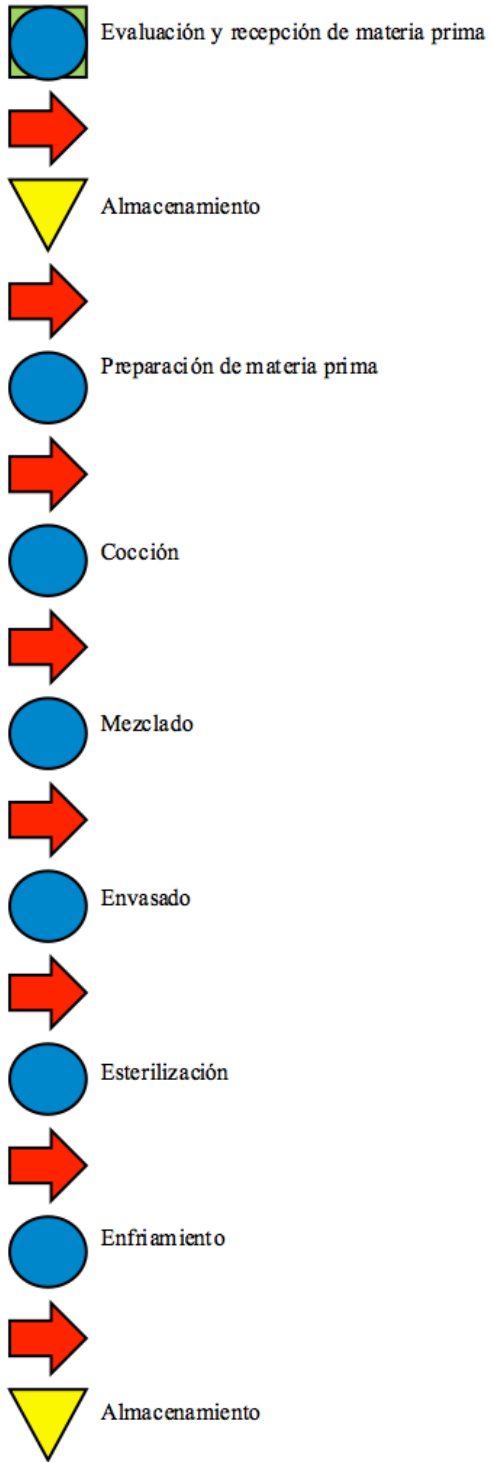 Evaluación y recepción de materia prima
Almacenamiento
Preparación de materia prima
Cocción
Mezclado
Envasado
Esterilización
Enfriamiento
Almacenamiento